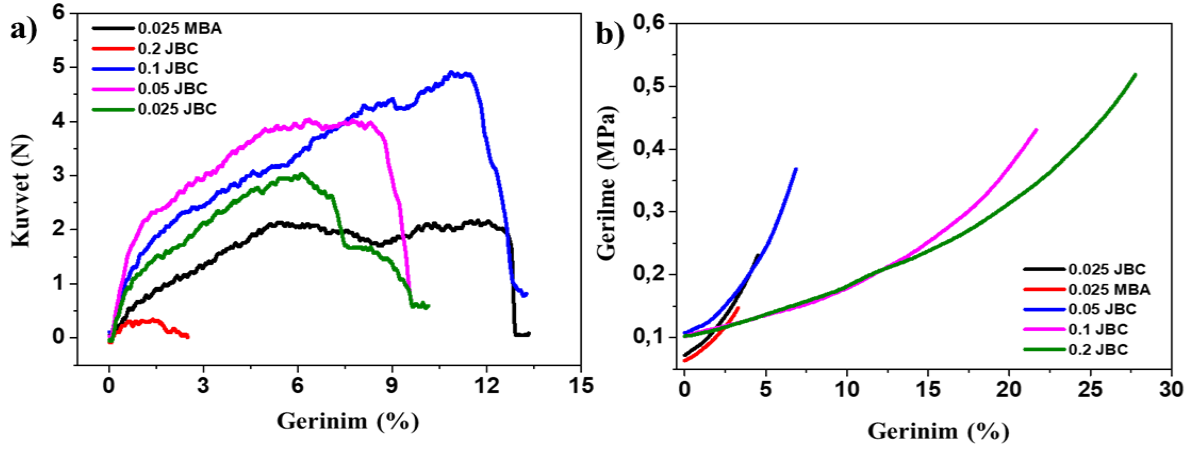 a)
Kuvvet (N)
6
5
4
3
2
1
0
0.025 MBA
0.2 JBC
0.1 JBC
0.05 JBC
0.025 JBC
0 3 6 9 12 15
Gerinim (%)
b)
Gerilme (MPa)
0,6
0,5
0,4
0,3
0,2
0,1
0.025 JBC
0.025 MBA
0.05 JBC
0.1 JBC
0.2 JBC
0 5 10 15 20 25 30
Gerinim (%)